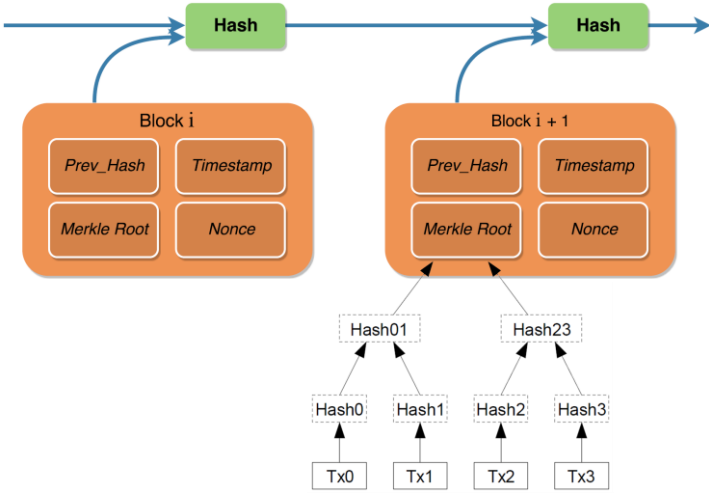 Hash Hash
Block i Block i + 1
Prev_Hash Timestamp Prev_Hash Timestamp
Merkle Root Nonce Merkle Root Nonce
Hash01 Hash23
Hash0 Hash1 Hash2 Hash3
Tx0 Tx1 Tx2 Tx3